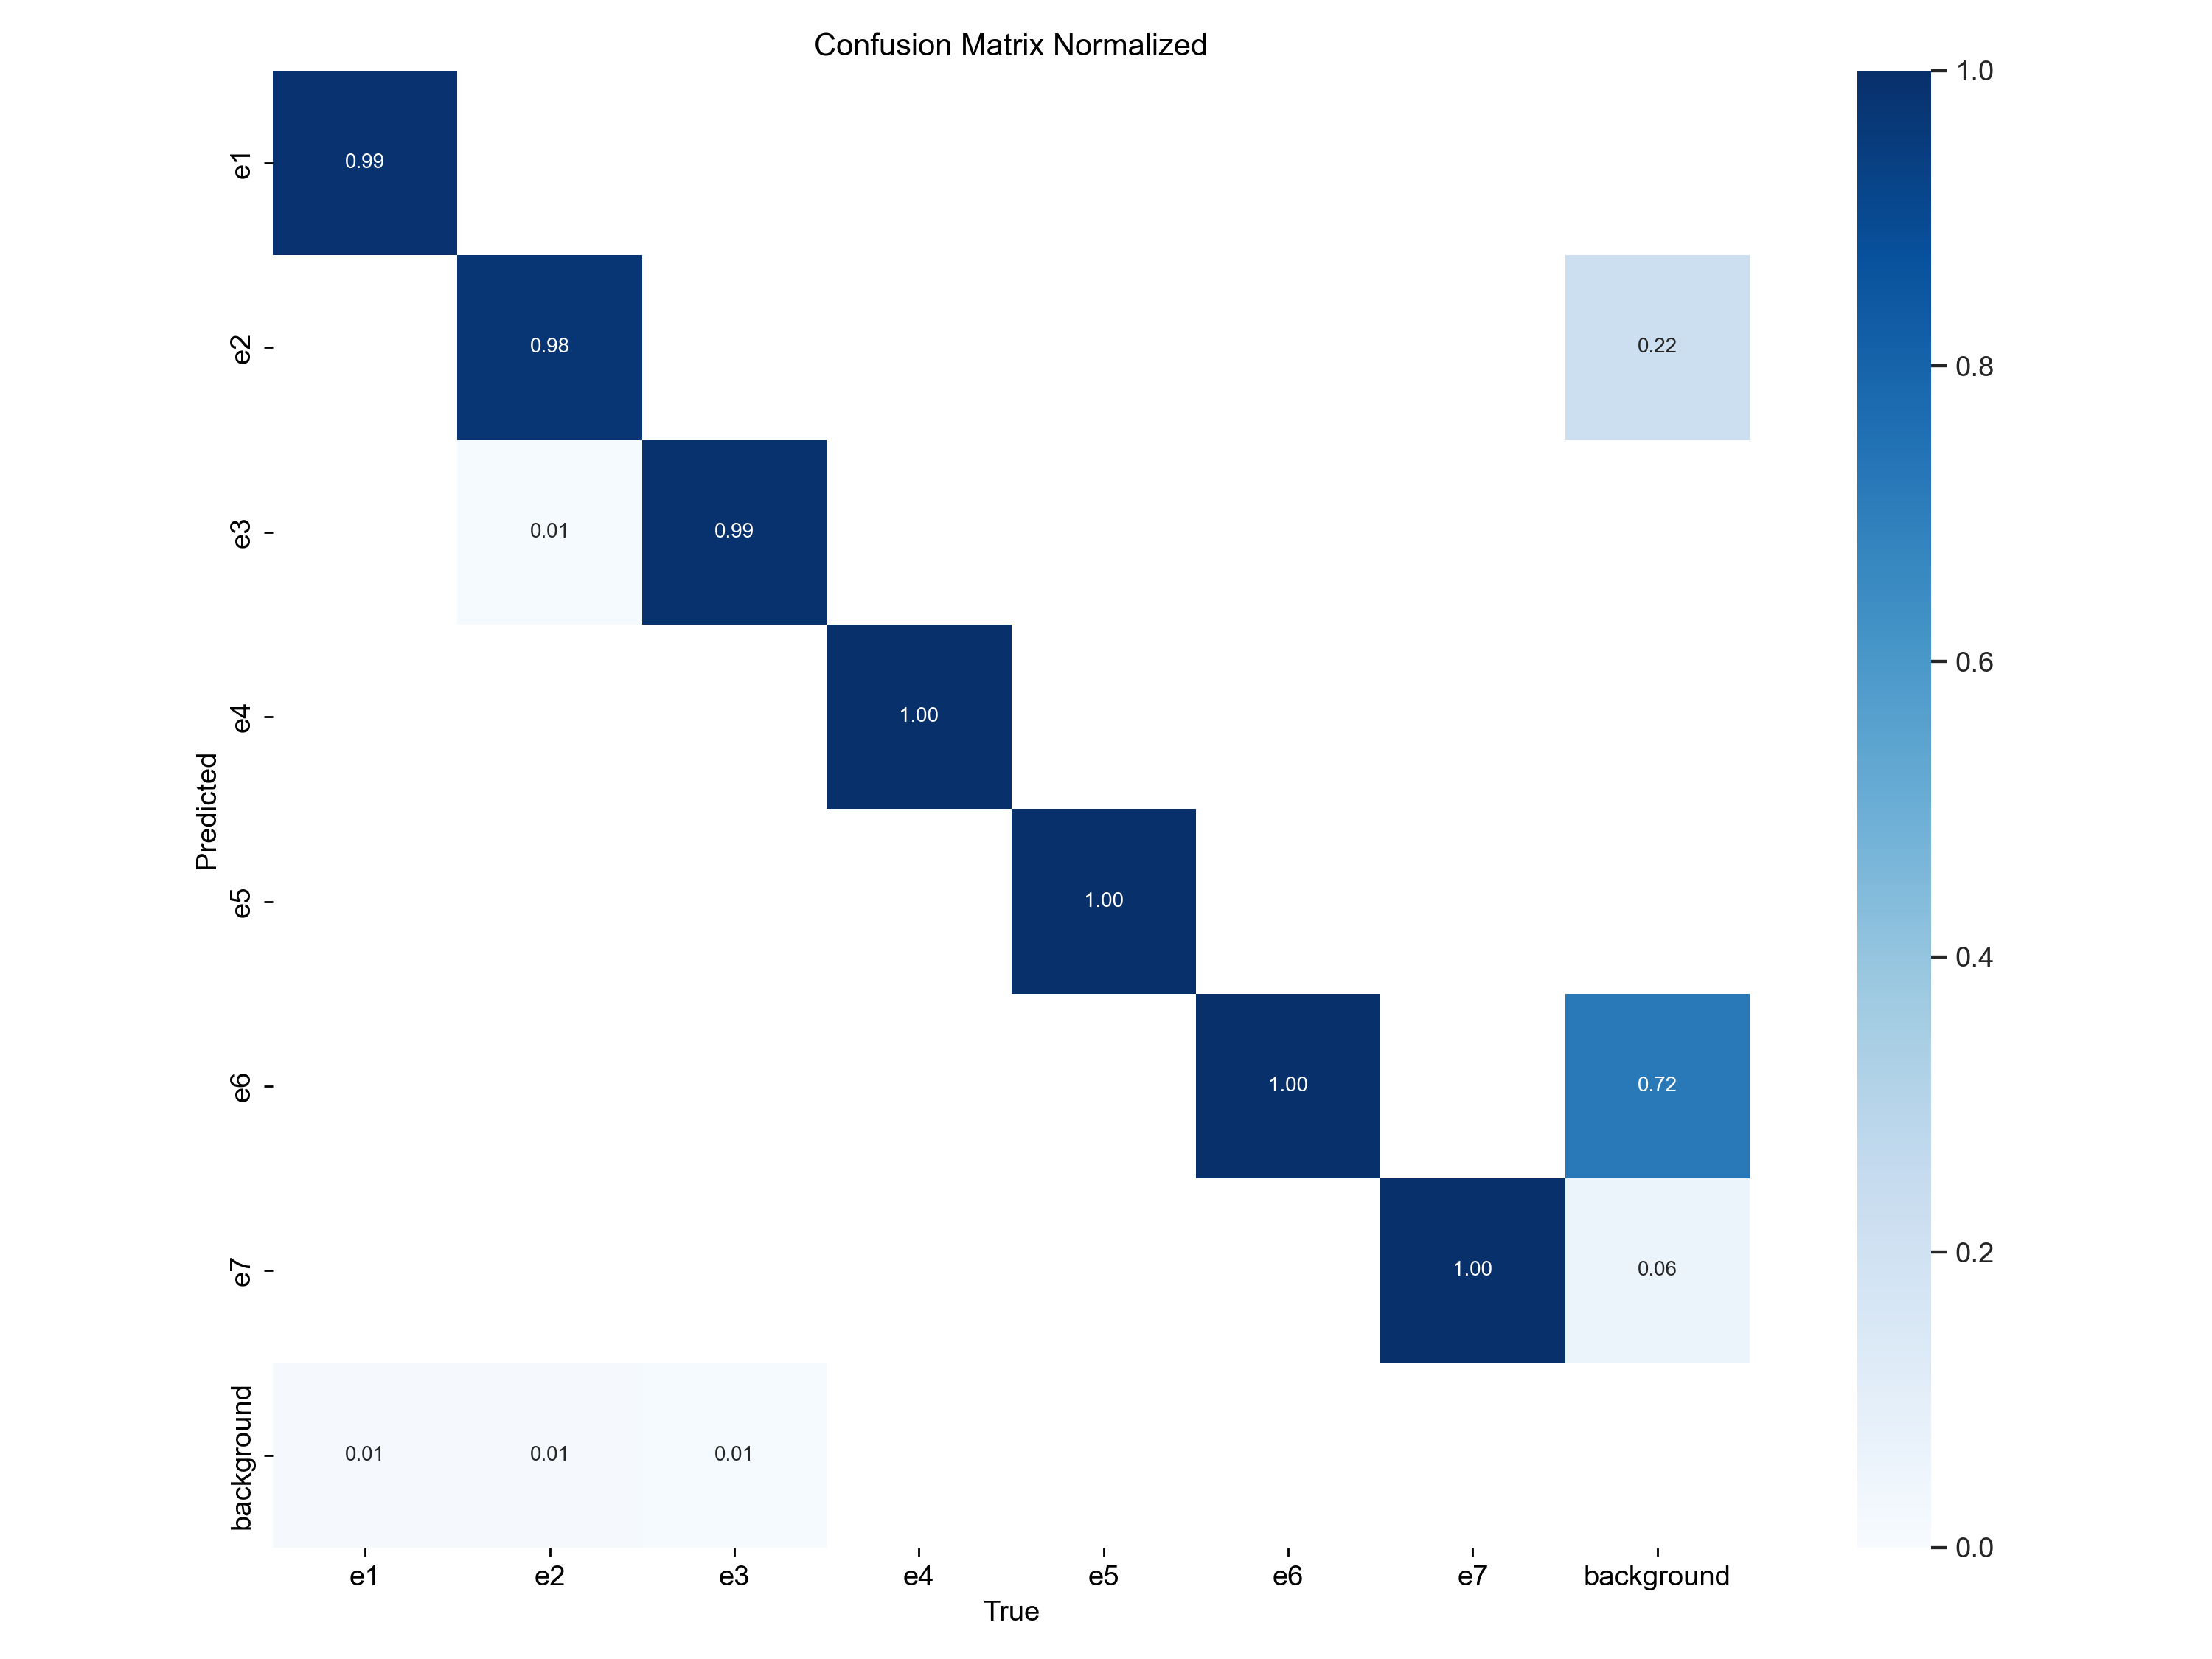 Confusion Matrix Normalized
1.0
e1
0.99
e2
0.98
0.22
0.8
e3
0.01
0.99
0.6
e4
1.00
Predicted
e5
1.00
0.4
e6
1.00
0.72
e7
1.00
0.06
0.2
background
0.01
0.01
0.01
0.0
e1 e2 e3 e4 e5 e6 e7 background
True